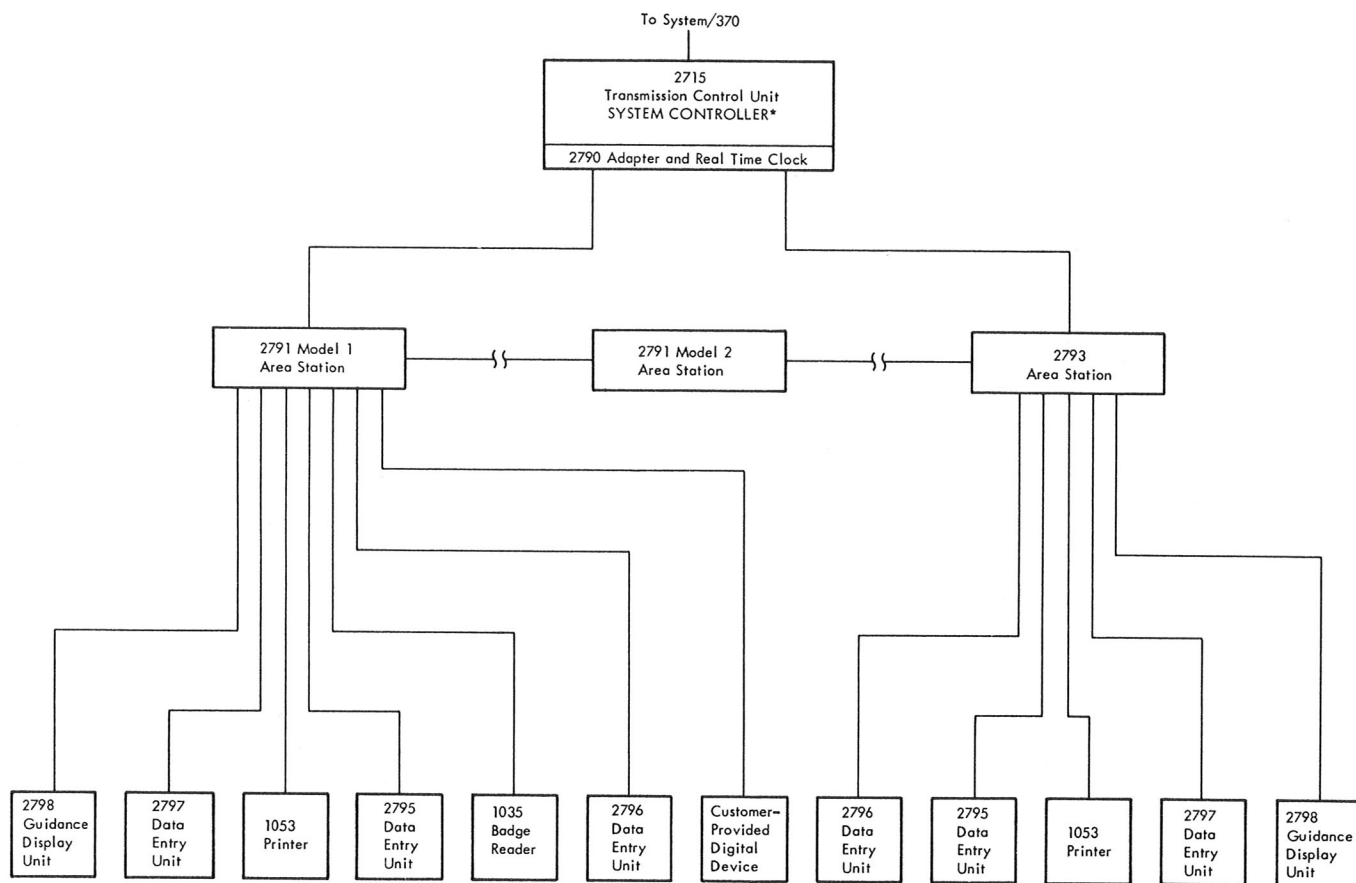 To System/370
2715
Transmission Control Unit
SYSTEM CONTROLLER*
2790 Adapter and Real Time Clock
2791 Model 1
Area Station
2791 Model 2
Area Station
2793
Area Station
2798
Guidance
Display
Unit
2797
Data
Entry
Unit
1053
Printer
2795
Data
Entry
Unit
1035
Badge
Reader
2796
Data
Entry
Unit
Customer-
Provided
Digital
Device
2796
Data
Entry
Unit
2795
Data
Entry
Unit
1053
Printer
2797
Data
Entry
Unit
2798
Guidance
Display
Unit